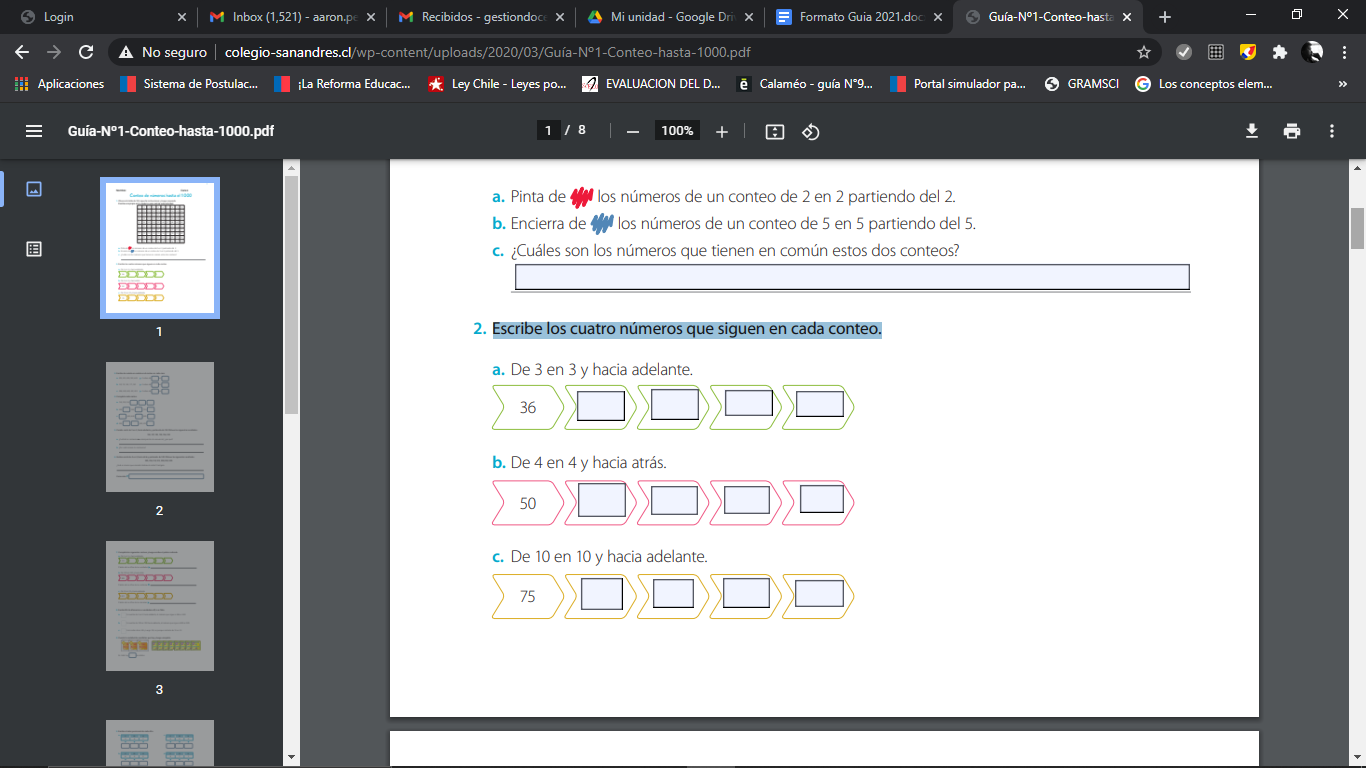 Login
Inbox (1,521) - aaron.pe
Recibidos - gestiondoce
Mi unidad - Google Dri
Formato Guia 2021.doc
Guía-Nº1-Conteo-hasta
No seguro
colegio-sanandres.cl/wp-content/uploads/2020/03/Guía-Nº1-Conteo-hasta-1000.pdf
Aplicaciones
Sistema de Postulac...
¡La Reforma Educac...
Ley Chile - Leyes po...
EVALUACION DEL D...
Calaméo - guía N°9...
Portal simulador pa...
GRAMSCI
Los conceptos elem...
»
Guía-Nº1-Conteo-hasta-1000.pdf
1 / 8
100%
1
2
3
a. Pinta de los números de un conteo de 2 en 2 partiendo del 2.
b. Encierra de los números de un conteo de 5 en 5 partiendo del 5.
c. ¿Cuáles son los números que tienen en común estos dos conteos?
2. Escribe los cuatro números que siguen en cada conteo.
a. De 3 en 3 y hacia adelante.
36
b. De 4 en 4 y hacia atrás.
50
c. De 10 en 10 y hacia adelante.
75